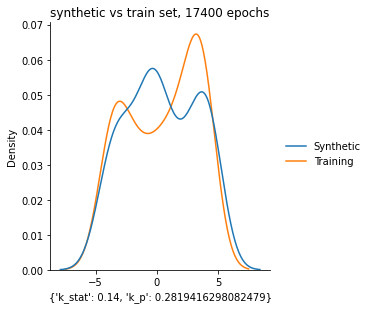 synthetic vs train set, 17400 epochs
0.07
0.06
0.05
0.04
0.03
0.02
0.01
0.00
Density
−5
0
5
{'k_stat': 0.14, 'k_p': 0.2819416298082479}
Synthetic
Training